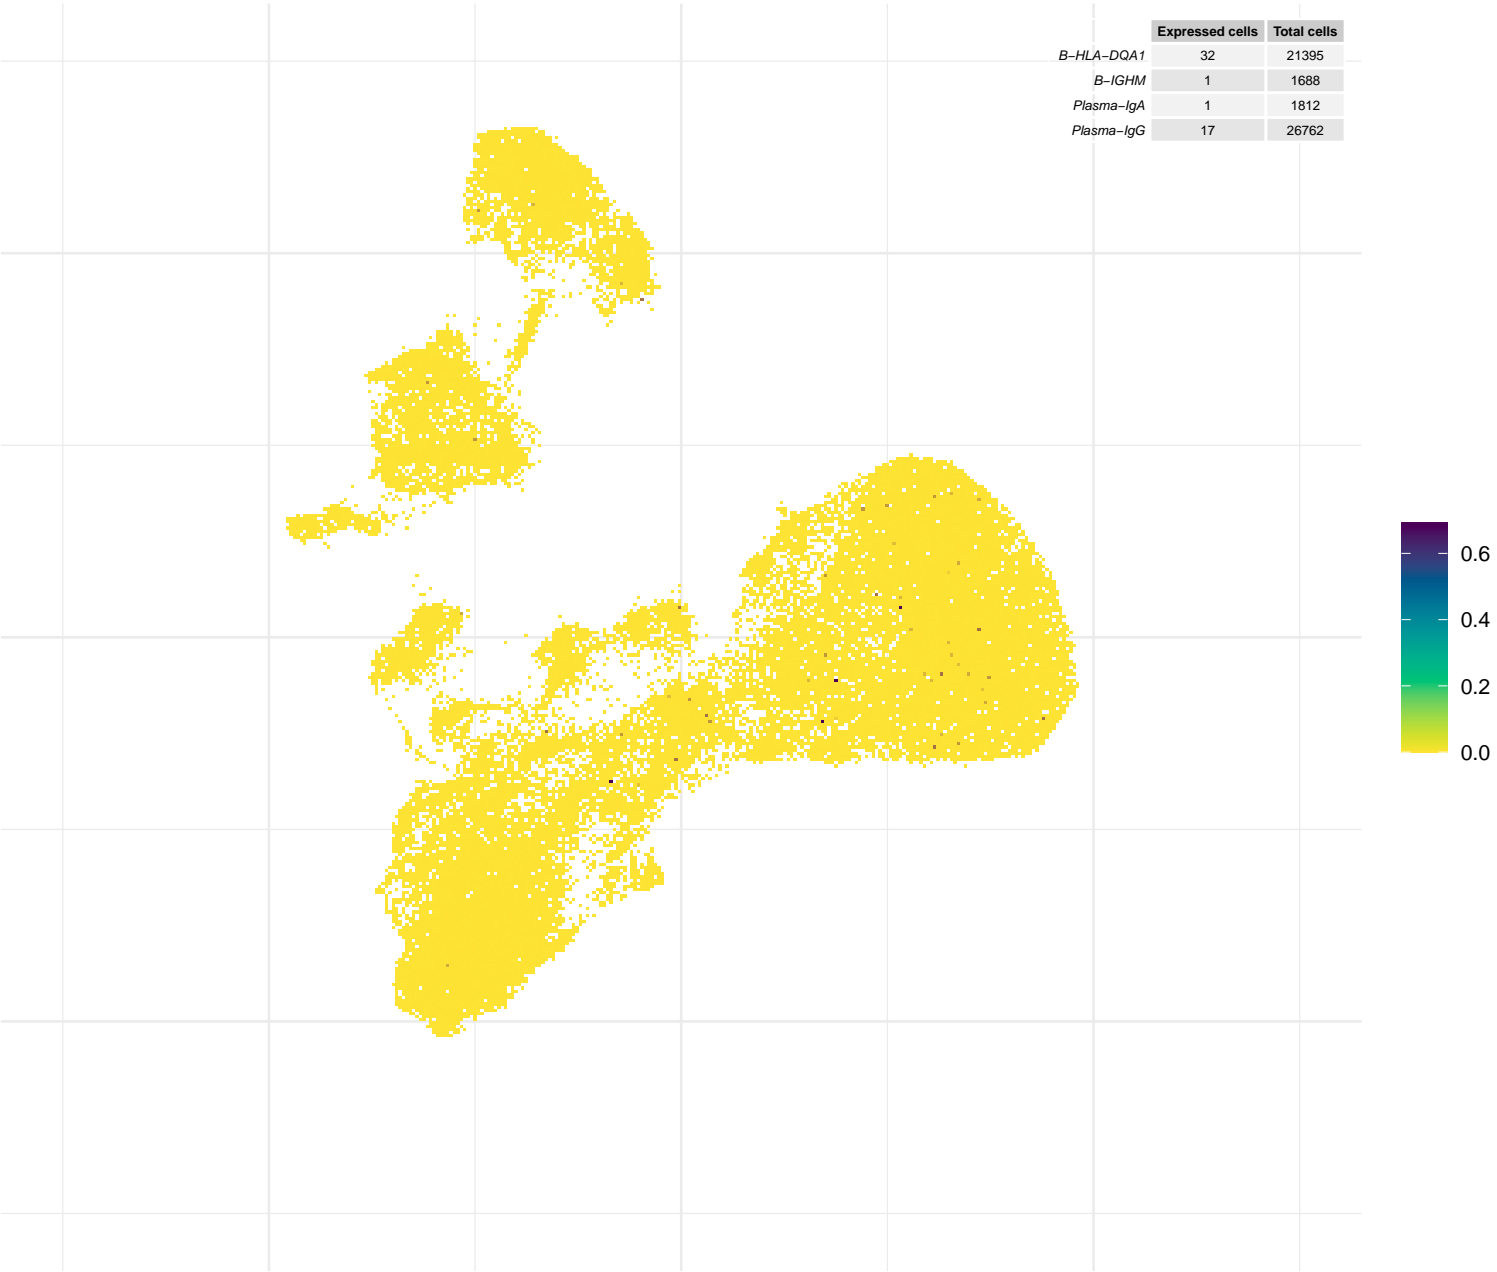 Expressed cells Total cells
B−HLA−DQA1 32 21395
B−IGHM 1 1688
Plasma−IgA 1 1812
Plasma−IgG 17 26762
0.6
0.4
0.2
0.0